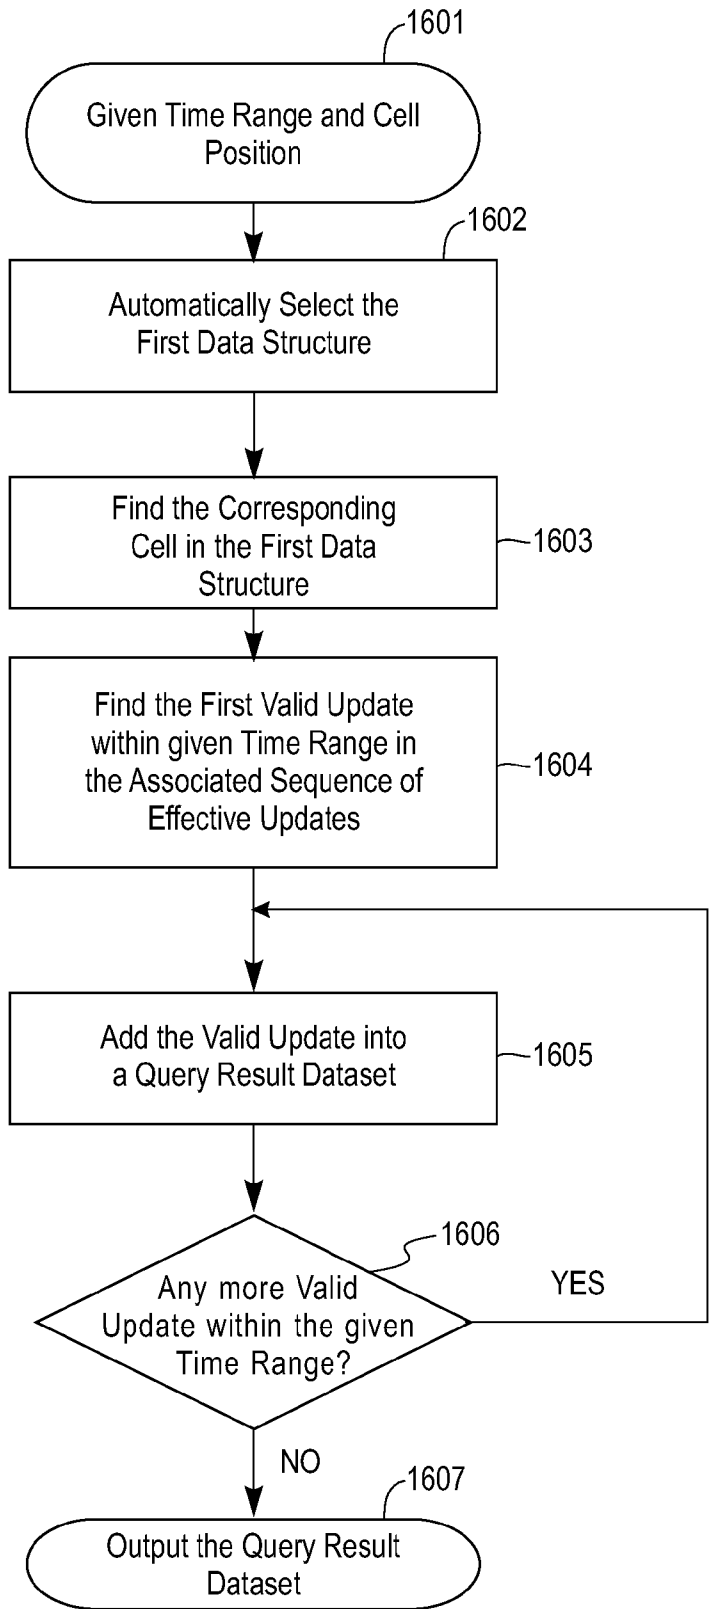 1601
Given Time Range and Cell
Position
1602
Automatically Select the
First Data Structure
Find the Corresponding
Cell in the First Data
Structure
1603
Find the First Valid Update
within given Time Range in
the Associated Sequence of
Effective Updates
1604
Add the Valid Update into
a Query Result Dataset
1605
1606
Any more Valid
Update within the given
Time Range?
YES
NO
1607
Output the Query Result
Dataset